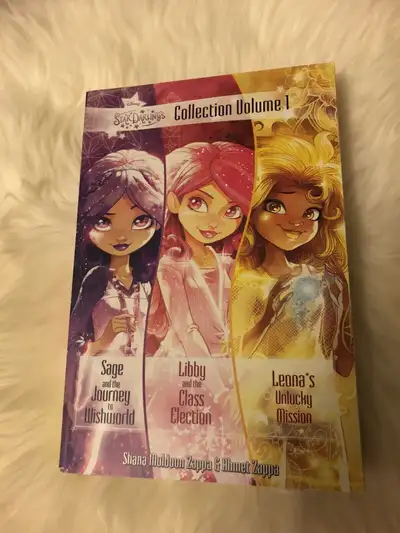 Disney
STAR DARLINGS
Collection Volume 1
Sage
and the
Journey
to
Wishworld
Libby
and the
Class
Election
Leona*s
Unlucky
Mission
Shana Muldoon Zappa & Ahmet Zappa